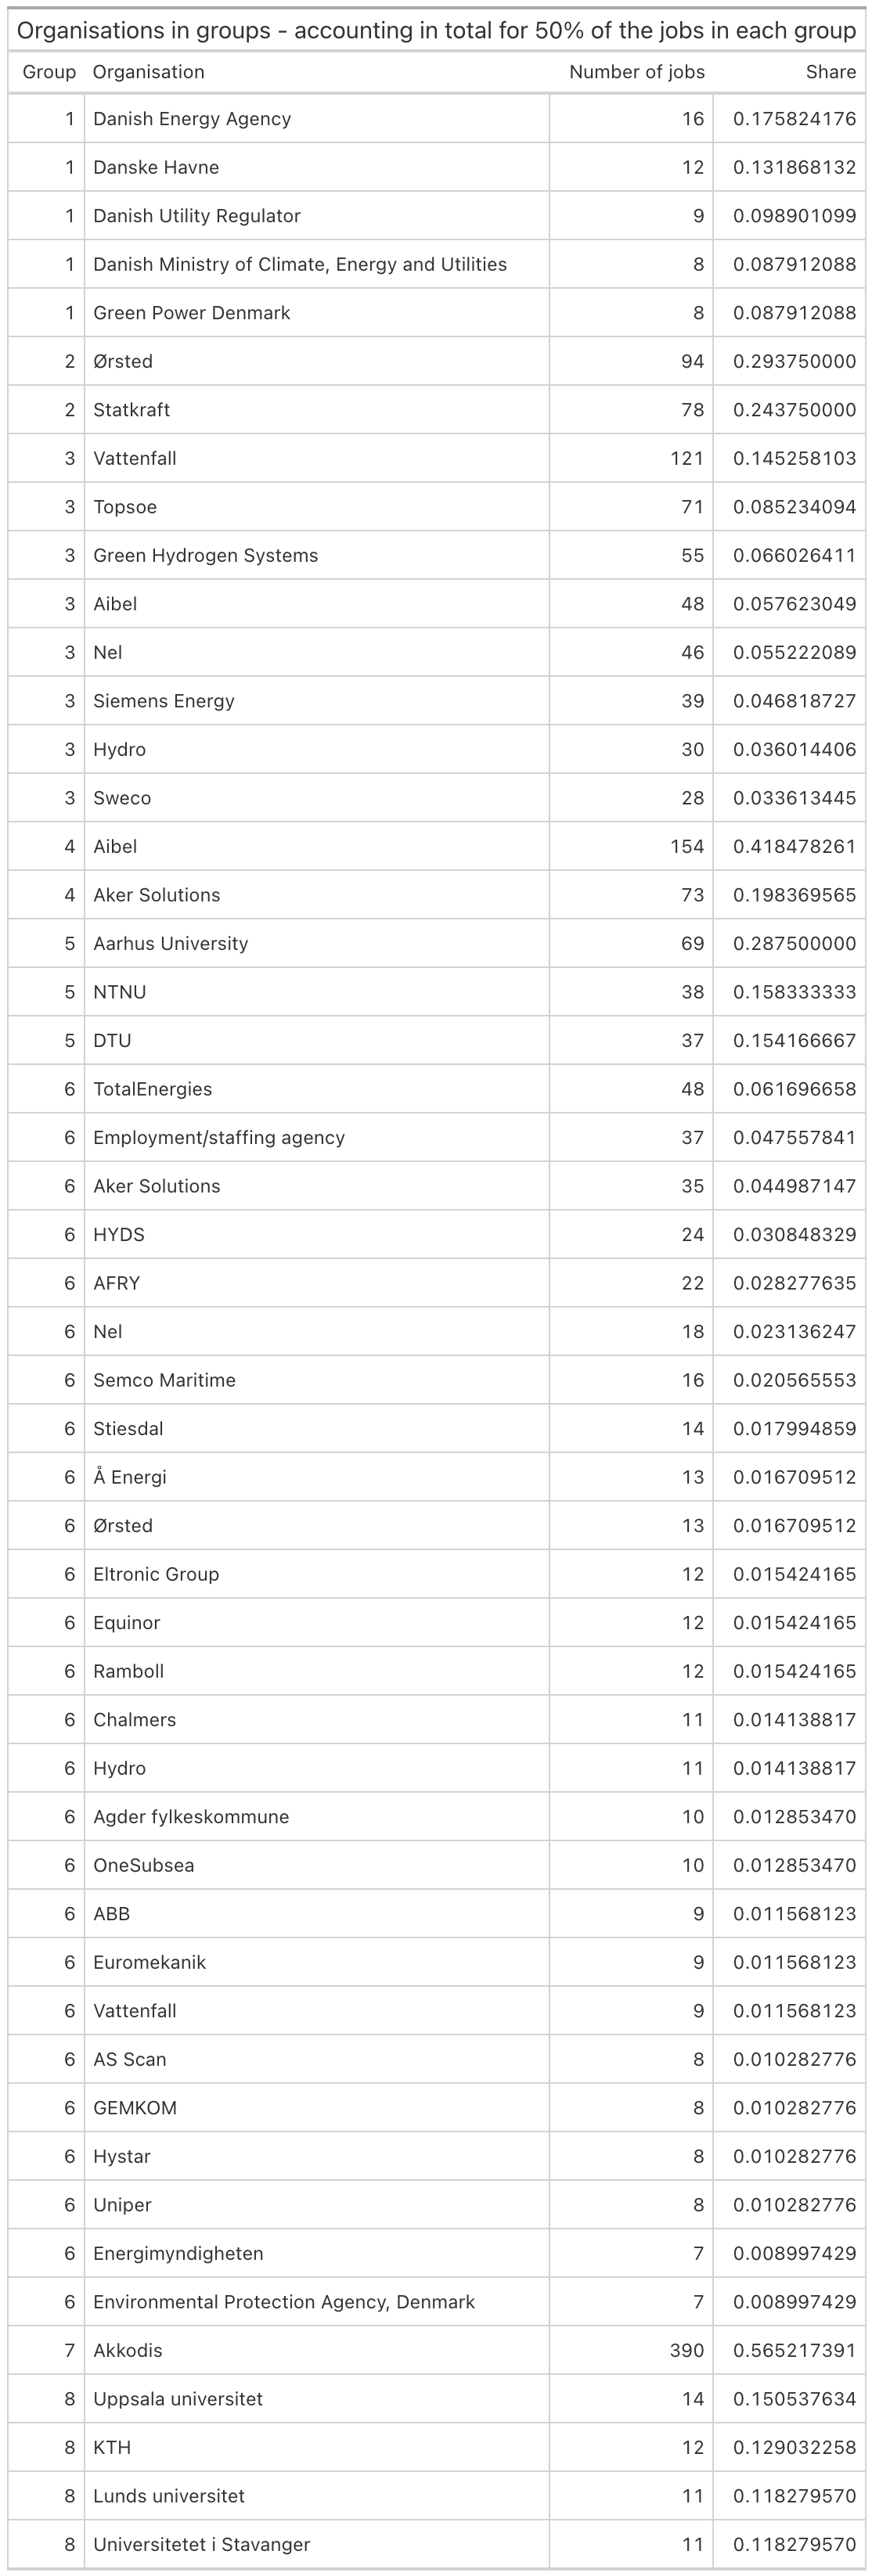 Organisations in groups - accounting in total for 50% of the jobs in each group
Group Organisation Number of jobs Share
1 Danish Energy Agency 16 0.175824176
1 Danske Havne 12 0.131868132
1 Danish Utility Regulator 9 0.098901099
1 Danish Ministry of Climate, Energy and Utilities 8 0.087912088
1 Green Power Denmark 8 0.087912088
2 Ørsted 94 0.293750000
2 Statkraft 78 0.243750000
3 Vattenfall 121 0.145258103
3 Topsoe 71 0.085234094
3 Green Hydrogen Systems 55 0.066026411
3 Aibel 48 0.057623049
3 Nel 46 0.055222089
3 Siemens Energy 39 0.046818727
3 Hydro 30 0.036014406
3 Sweco 28 0.033613445
4 Aibel 154 0.418478261
4 Aker Solutions 73 0.198369565
5 Aarhus University 69 0.287500000
5 NTNU 38 0.158333333
5 DTU 37 0.154166667
6 TotalEnergies 48 0.061696658
6 Employment/staffing agency 37 0.047557841
6 Aker Solutions 35 0.044987147
6 HYDS 24 0.030848329
6 AFRY 22 0.028277635
6 Nel 18 0.023136247
6 Semco Maritime 16 0.020565553
6 Stiesdal 14 0.017994859
6 Å Energi 13 0.016709512
6 Ørsted 13 0.016709512
6 Eltronic Group 12 0.015424165
6 Equinor 12 0.015424165
6 Ramboll 12 0.015424165
6 Chalmers 11 0.014138817
6 Hydro 11 0.014138817
6 Agder fylkeskommune 10 0.012853470
6 OneSubsea 10 0.012853470
6 ABB 9 0.011568123
6 Euromekanik 9 0.011568123
6 Vattenfall 9 0.011568123
6 AS Scan 8 0.010282776
6 GEMKOM 8 0.010282776
6 Hystar 8 0.010282776
6 Uniper 8 0.010282776
6 Energimyndigheten 7 0.008997429
6 Environmental Protection Agency, Denmark 7 0.008997429
7 Akkodis 390 0.565217391
8 Uppsala universitet 14 0.150537634
8 KTH 12 0.129032258
8 Lunds universitet 11 0.118279570
8 Universitetet i Stavanger 11 0.118279570